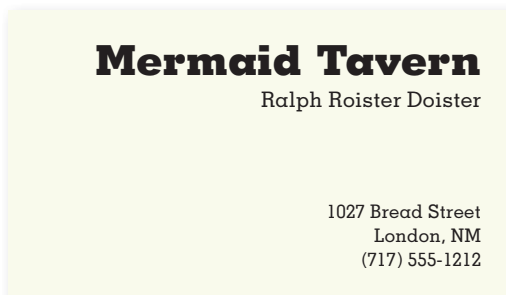 Mermaid Tavern
Ralph Roister Doister
1027 Bread Street
London, NM
(717) 555-1212